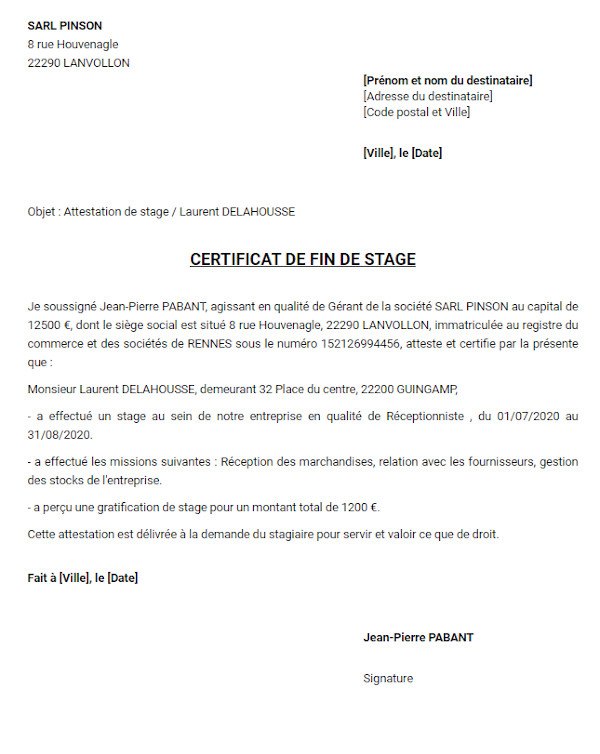 SARL PINSON
8 rue Houvenagle
22290 LANVOLLON
[Prénom et nom du destinataire]
[Adresse du destinataire]
[Code postal et Ville]
[Ville], le [Date]
Objet : Attestation de stage / Laurent DELAHOUSSE
CERTIFICAT DE FIN DE STAGE
Je soussigné Jean-Pierre PABANT, agissant en qualité de Gérant de la société SARL PINSON au capital de
12500 €, dont le siège social est situé 8 rue Houvenagle, 22290 LANVOLLON, immatriculée au registre du
commerce et des sociétés de RENNES sous le numéro 152126994456, atteste et certifie par la présente
que :
Monsieur Laurent DELAHOUSSE, demeurant 32 Place du centre, 22200 GUINGAMP,
- a effectué un stage au sein de notre entreprise en qualité de Réceptionniste , du 01/07/2020 au
31/08/2020.
- a effectué les missions suivantes : Réception des marchandises, relation avec les fournisseurs, gestion
des stocks de l'entreprise.
- a perçu une gratification de stage pour un montant total de 1200 €.
Cette attestation est délivrée à la demande du stagiaire pour servir et valoir ce que de droit.
Fait à [Ville], le [Date]
Jean-Pierre PABANT
Signature